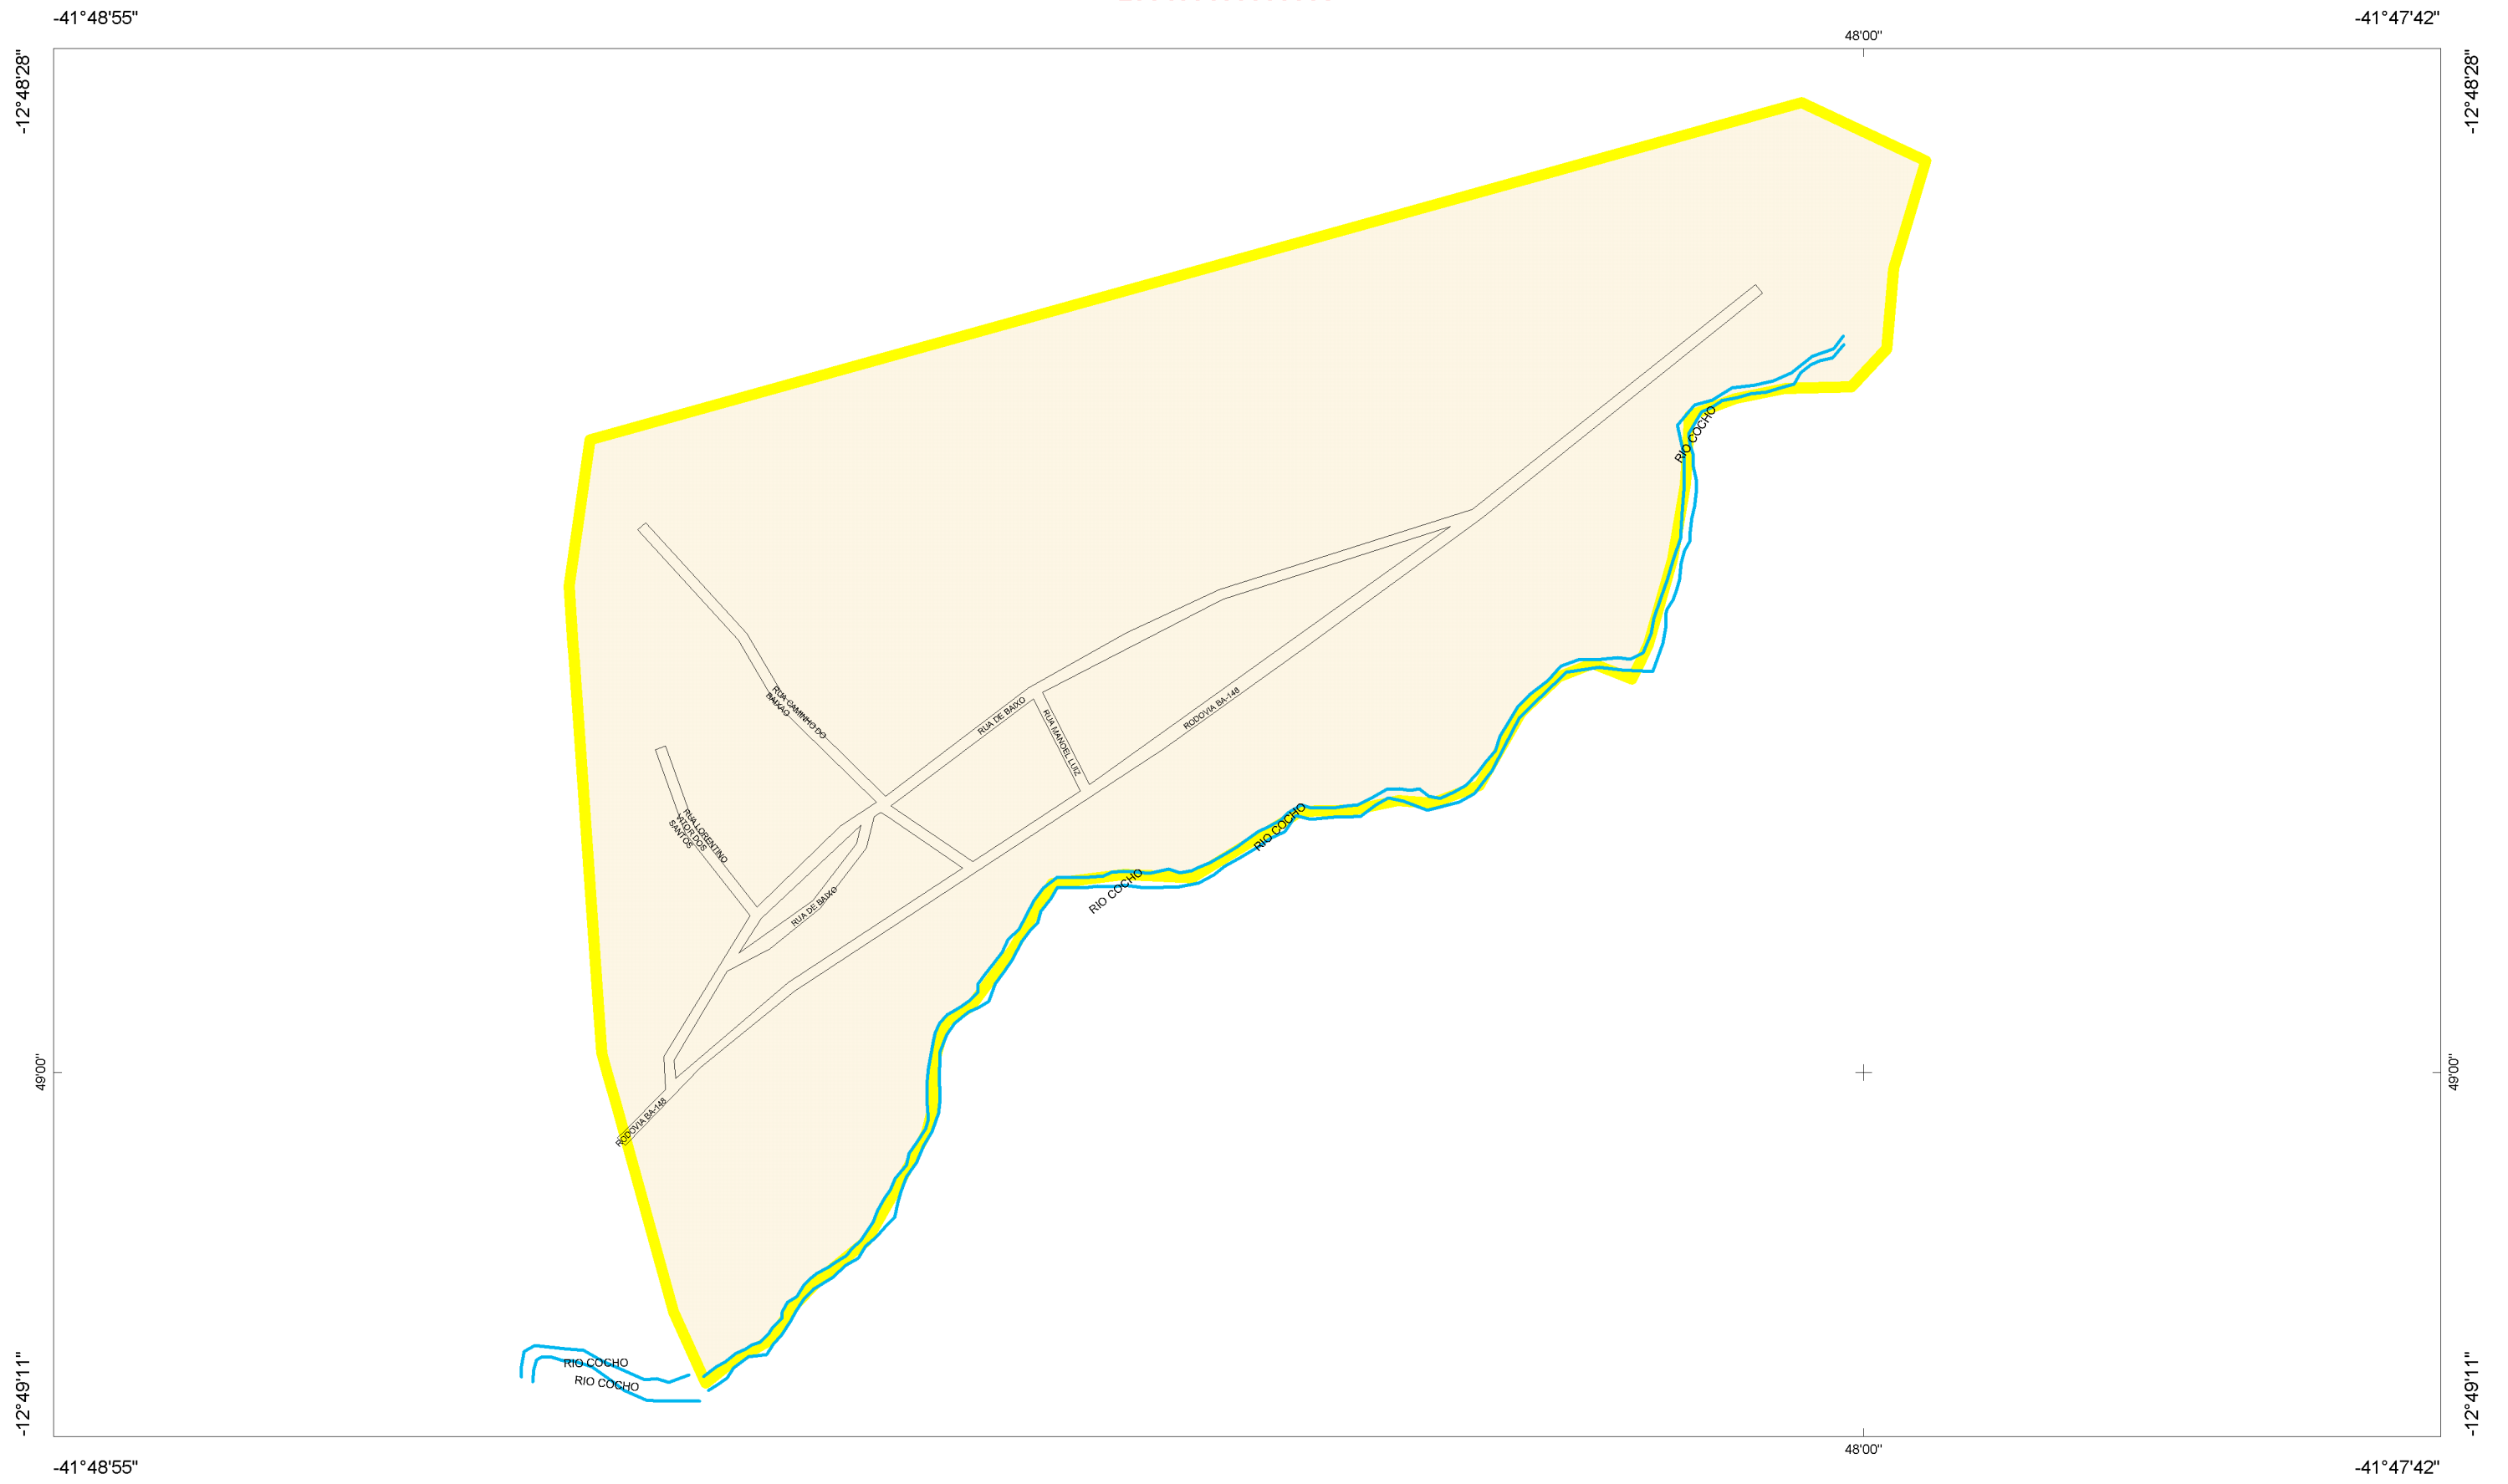 -41°48'55"
-41°47'42"
48'00"
-12°48'28"
-12°48'28"
RIO COCHO
RUA CAMINHO DO
BAIXAO
RUA DE BAIXO
RUA MANOEL LUIZ
RODOVIA BA-148
RUA LORENTINO
VITOR DOS
SANTOS
RIO COCHO
RIO COCHO
RUA DE BAIXO
49'00"
49'00"
RODOVIA BA-148
RIO COCHO
RIO COCHO
-12°49'11"
-12°49'11"
48'00"
-41°48'55"
-41°47'42"